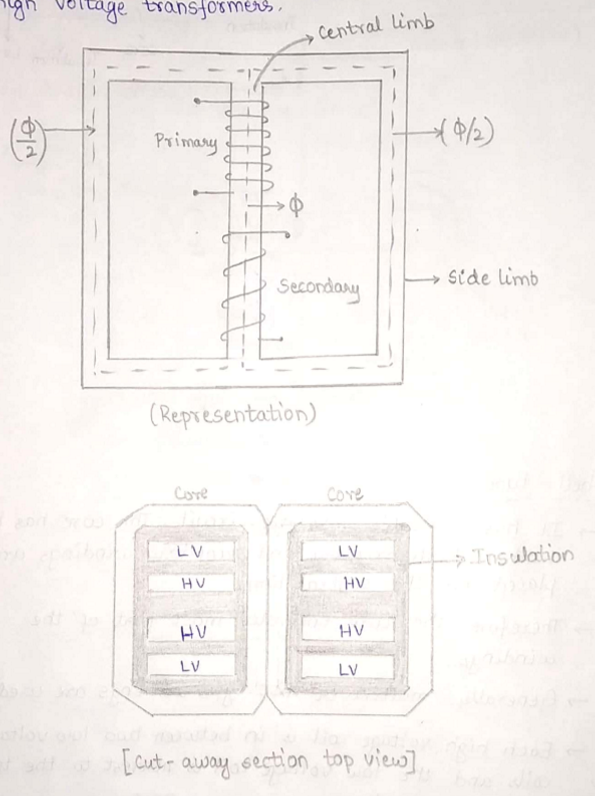 high voltage transformers.
Central limb
(Φ/2)
Primary
(Φ/2)
Φ
Secondary
Side limb
(Representation)
Core Core
LV LV
Insulation
HV HV
HV HV
LV LV
[Cut-away section top view]